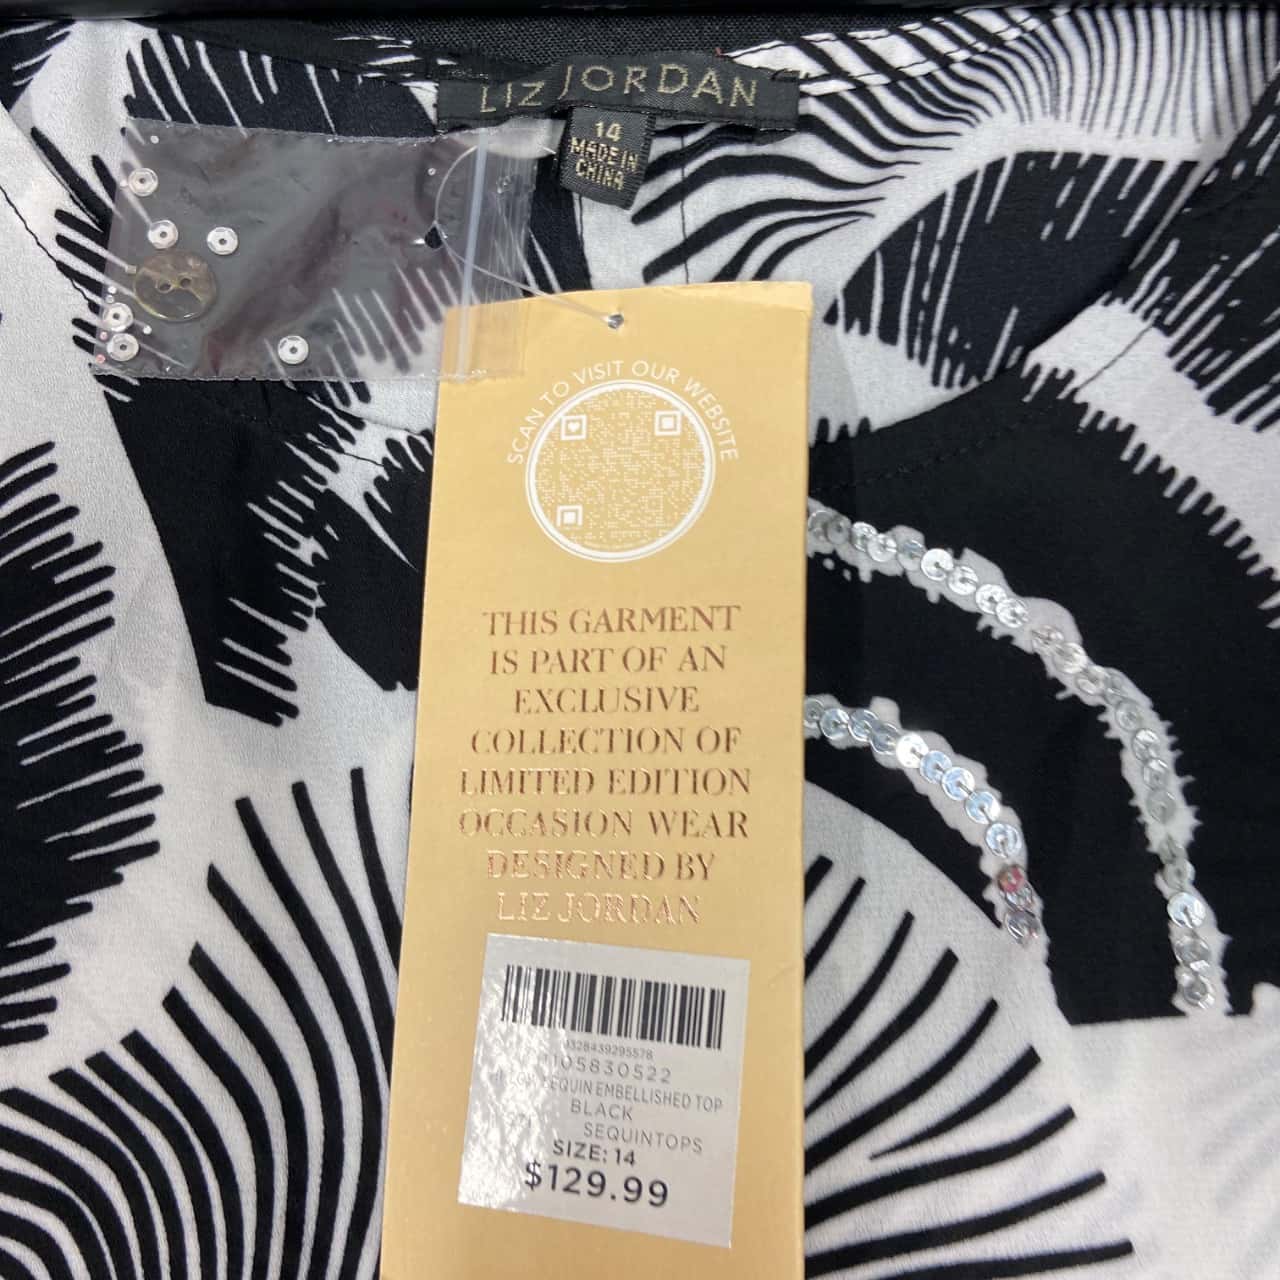 LIZ JORDAN
14
MADE IN
CHINA
SCAN TO VISIT OUR WEBSITE
THIS GARMENT
IS PART OF AN
EXCLUSIVE
COLLECTION OF
LIMITED EDITION
OCCASION WEAR
DESIGNED BY
LIZ JORDAN
9328439295578
1105830522
SEQUIN EMBELLISHED TOP
BLACK
SEQUINTOPS
SIZE: 14
$129.99